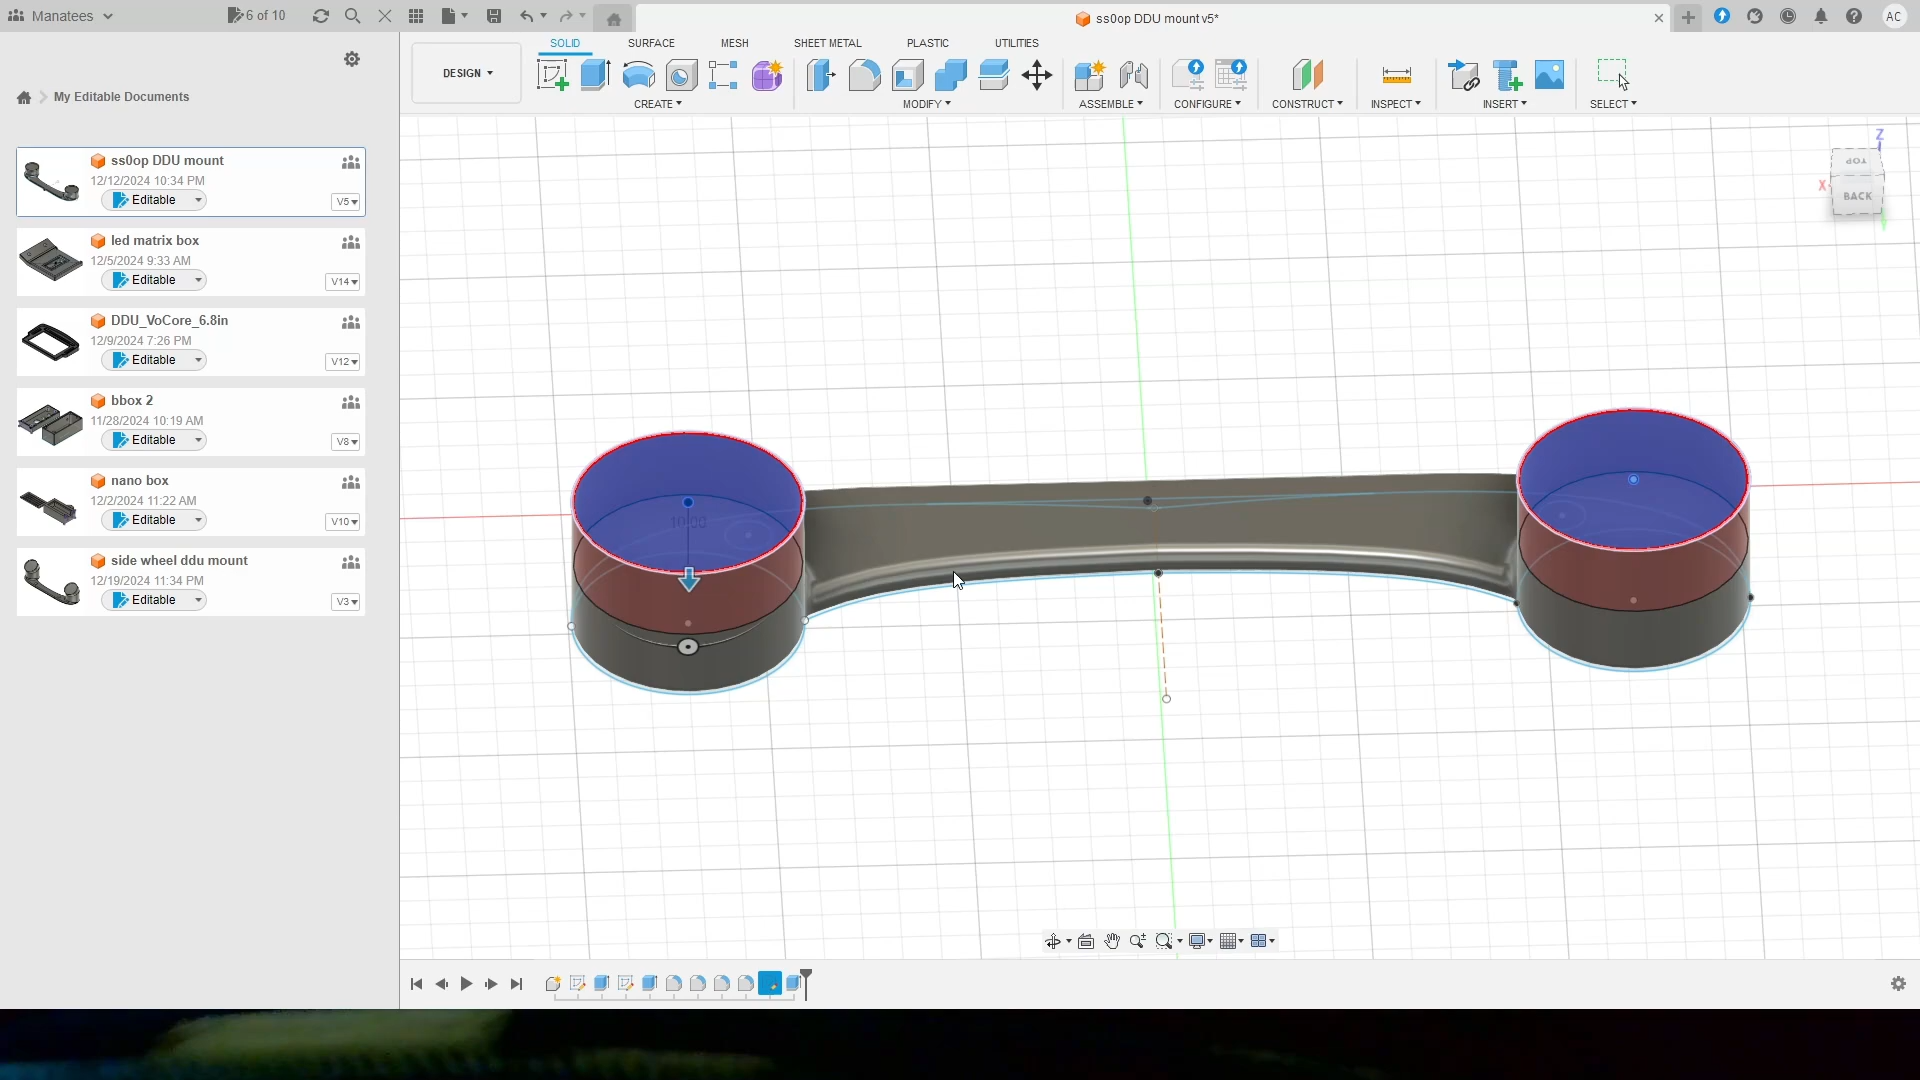 Manatees
6 of 10
ss0op DDU mount v5*
AC
SOLID
SURFACE
MESH
SHEET METAL
PLASTIC
UTILITIES
DESIGN
CREATE
MODIFY
ASSEMBLE
CONFIGURE
CONSTRUCT
INSPECT
INSERT
SELECT
My Editable Documents
ss0op DDU mount
12/12/2024 10:34 PM
Editable
V5
led matrix box
12/5/2024 9:33 AM
Editable
V14
DDU_VoCore_6.8in
12/9/2024 7:26 PM
Editable
V12
bbox 2
11/28/2024 10:19 AM
Editable
V8
nano box
12/2/2024 11:22 AM
Editable
V10
side wheel ddu mount
12/19/2024 11:34 PM
Editable
V3
Z
TOP
X
BACK
10.00